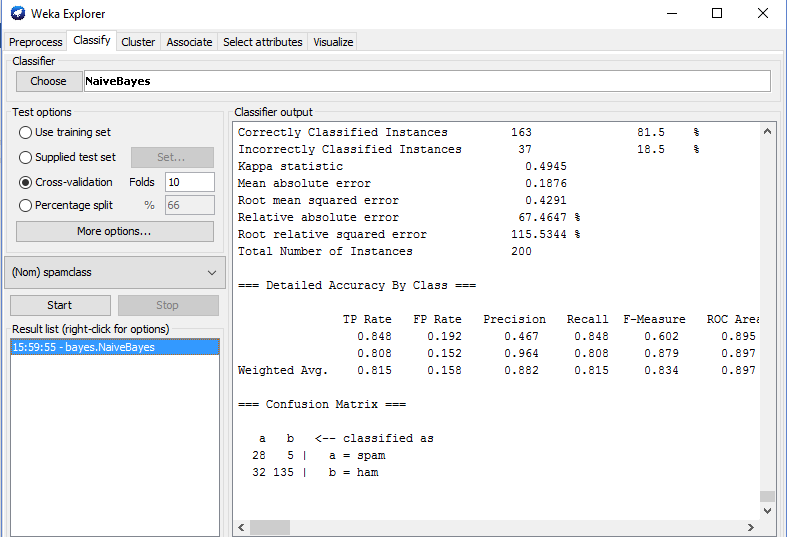 Weka Explorer
Preprocess Classify Cluster Associate Select attributes Visualize
Classifier
Choose NaiveBayes
Test options
Use training set
Supplied test set Set...
Cross-validation Folds 10
Percentage split % 66
More options...
(Nom) spamclass
Start Stop
Result list (right-click for options)
15:59:55 - bayes.NaiveBayes
Classifier output
Correctly Classified Instances 163 81.5 %
Incorrectly Classified Instances 37 18.5 %
Kappa statistic 0.4945
Mean absolute error 0.1876
Root mean squared error 0.4291
Relative absolute error 67.4647 %
Root relative squared error 115.5344 %
Total Number of Instances 200
=== Detailed Accuracy By Class ===
TP Rate FP Rate Precision Recall F-Measure ROC Area
0.848 0.192 0.467 0.848 0.602 0.895
0.808 0.152 0.964 0.808 0.879 0.897
Weighted Avg. 0.815 0.158 0.882 0.815 0.834 0.897
=== Confusion Matrix ===
a b <-- classified as
28 5 | a = spam
32 135 | b = ham